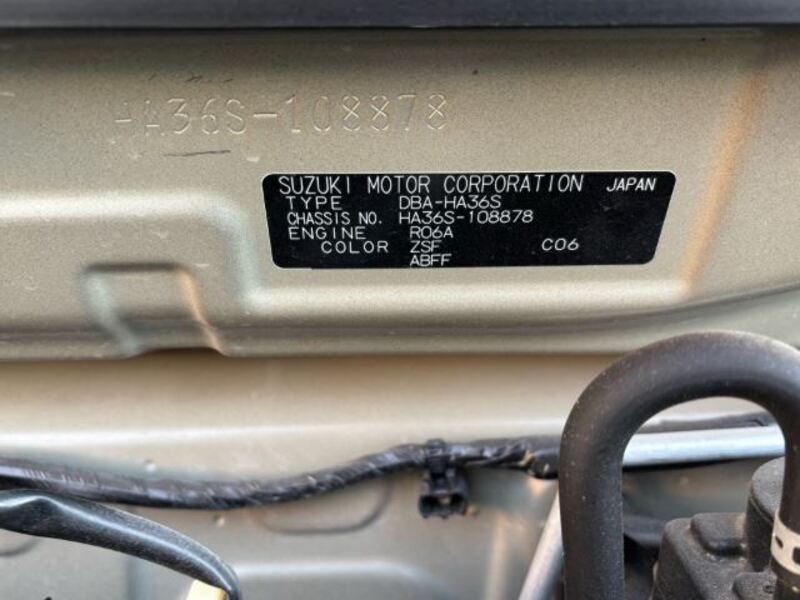 HA36S-108878
SUZUKI MOTOR CORPORATION JAPAN
TYPE DBA-HA36S
CHASSIS NO. HA36S-108878
ENGINE R06A
COLOR ZSF C06
ABFF